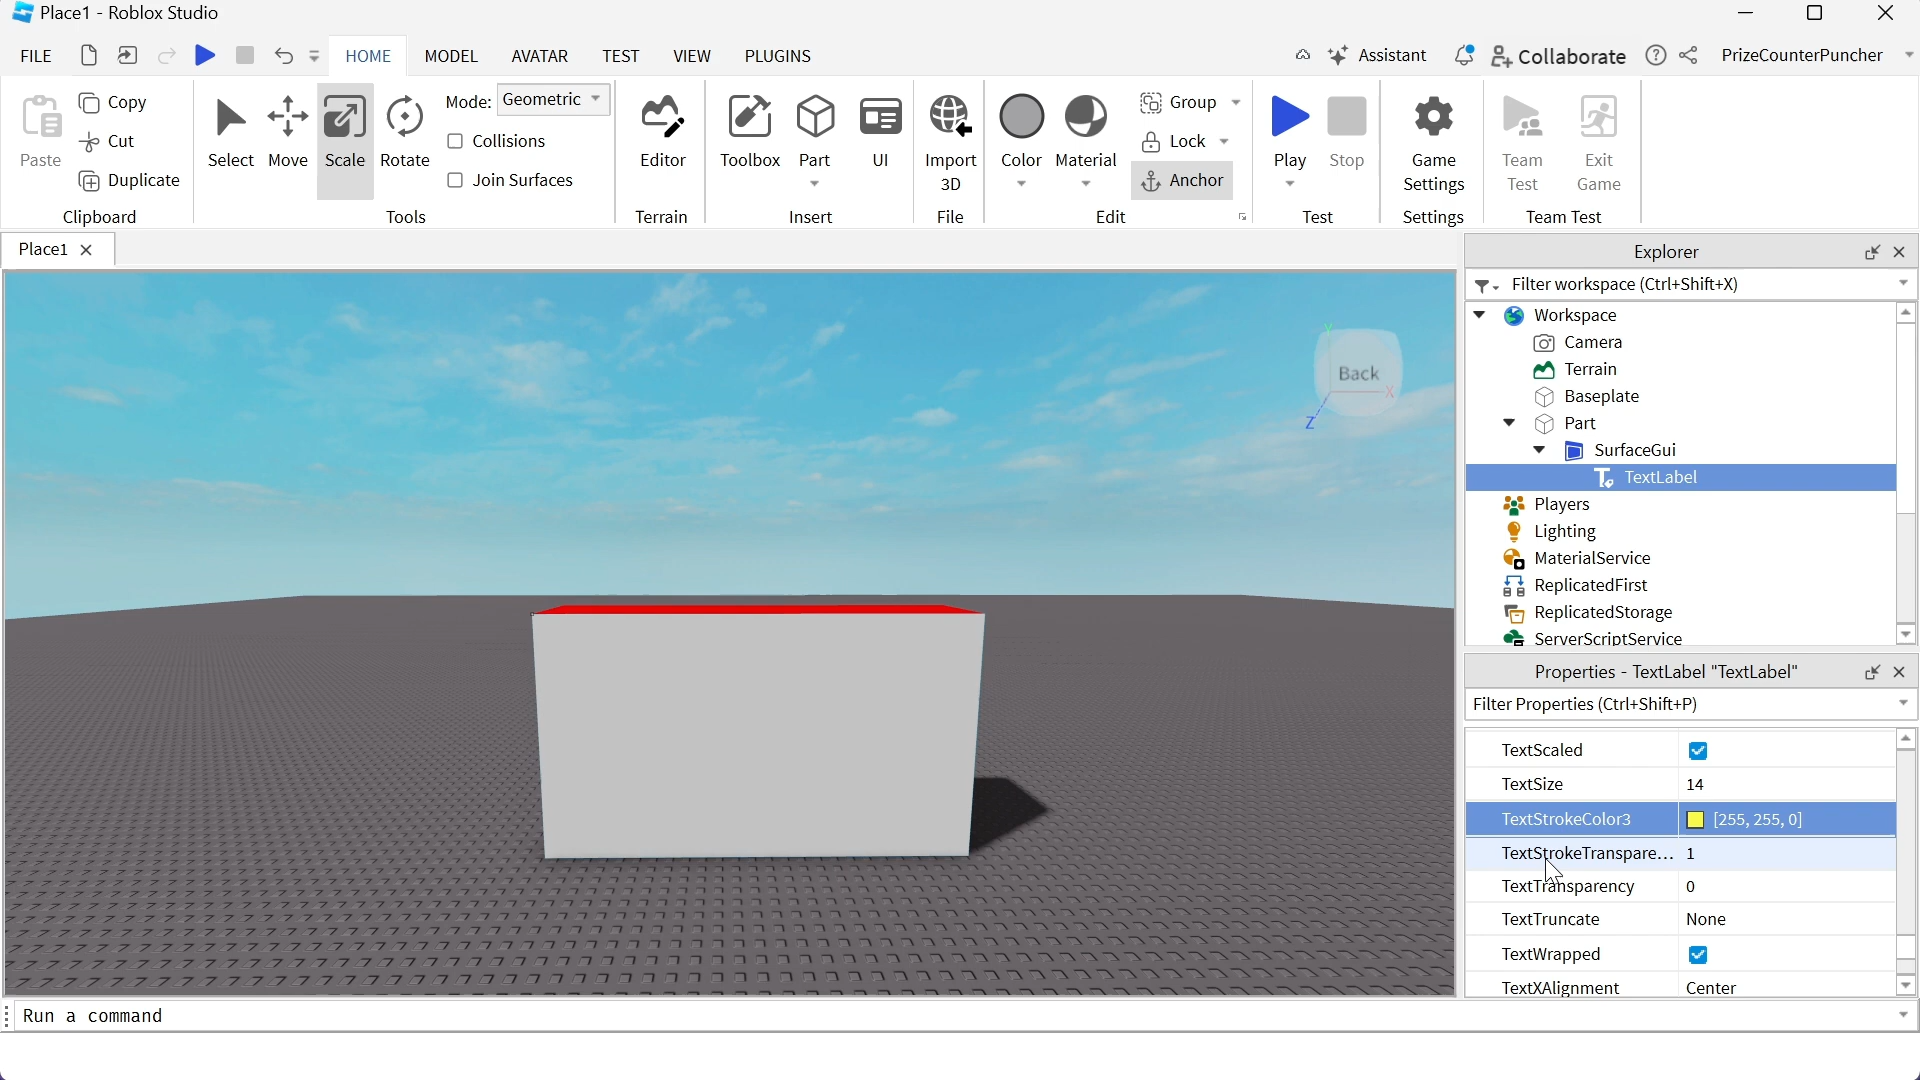 Place1 - Roblox Studio
FILE HOME MODEL AVATAR TEST VIEW PLUGINS Assistant Collaborate PrizeCounterPuncher
Paste Copy Cut Duplicate
Clipboard
Select Move Scale Rotate
Mode: Geometric
Collisions
Join Surfaces
Tools
Editor
Terrain
Toolbox Part UI
Insert
Import
3D
File
Color Material
Group
Lock
Anchor
Edit
Play Stop
Test
Game
Settings
Settings
Team
Test
Exit
Game
Team Test
Place1
Back
Y
X
Z
Explorer
Filter workspace (Ctrl+Shift+X)
Workspace
Camera
Terrain
Baseplate
Part
SurfaceGui
TextLabel
Players
Lighting
MaterialService
ReplicatedFirst
ReplicatedStorage
ServerScriptService
Properties - TextLabel "TextLabel"
Filter Properties (Ctrl+Shift+P)
TextScaled
TextSize 14
TextStrokeColor3 [255, 255, 0]
TextStrokeTranspare... 1
TextTransparency 0
TextTruncate None
TextWrapped
TextXAlignment Center
Run a command